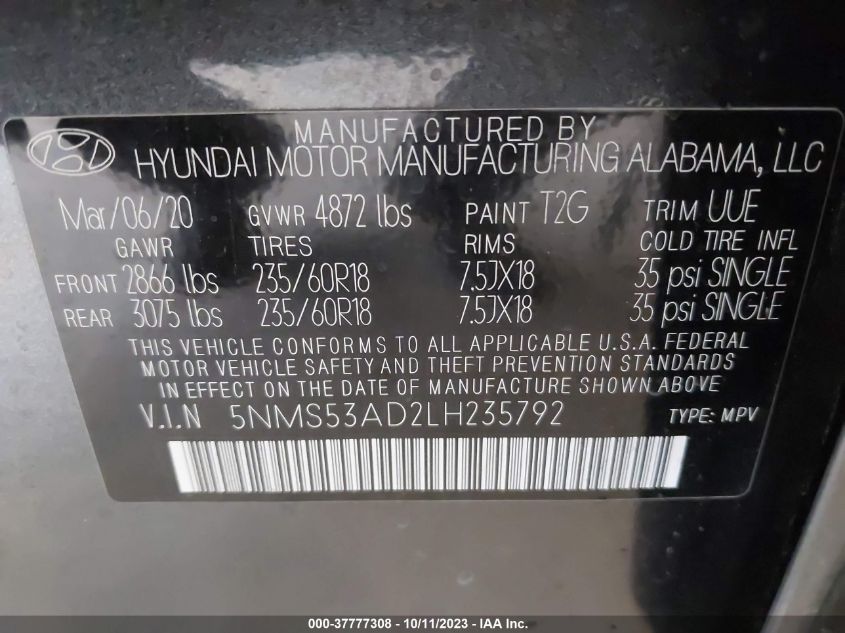 MANUFACTURED BY
HYUNDAI MOTOR MANUFACTURING ALABAMA, LLC
Mar/06/20 GVWR 4872 lbs PAINT T2G TRIM UUE
GAWR TIRES RIMS COLD TIRE INFL
FRONT 2866 lbs 235/60R18 7.5JX18 35 psi SINGLE
REAR 3075 lbs 235/60R18 7.5JX18 35 psi SINGLE
THIS VEHICLE CONFORMS TO ALL APPLICABLE U.S.A. FEDERAL
MOTOR VEHICLE SAFETY AND THEFT PREVENTION STANDARDS
IN EFFECT ON THE DATE OF MANUFACTURE SHOWN ABOVE
V.I.N 5NMS53AD2LH235792 TYPE: MPV
000-37777308 - 10/11/2023 - IAA Inc.